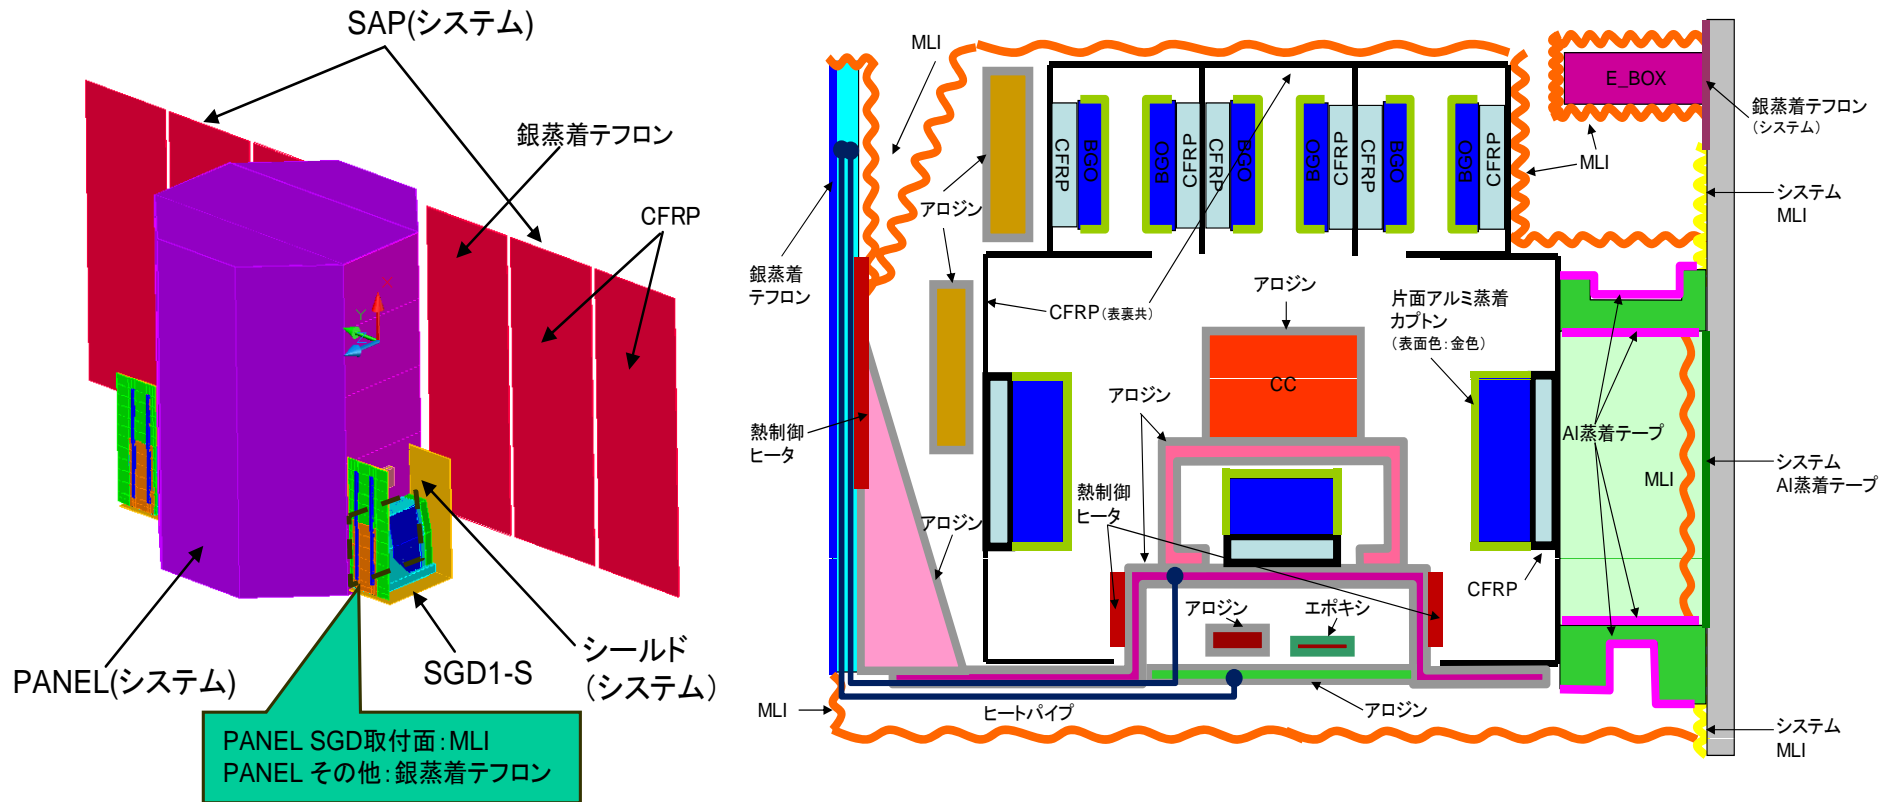 SAP(システム)
銀蒸着テフロン
CFRP
PANEL(システム)
SGD1-S
シールド
(システム)
PANEL SGD取付面:MLI
PANEL その他:銀蒸着テフロン
MLI
アロジン
銀蒸着
テフロン
熱制御
ヒータ
アロジン
MLI
CFRP
BGO
BGO
CFRP
CFRP
BGO
BGO
CFRP
CFRP
BGO
BGO
CFRP
CFRP(表裏共)
アロジン
CC
アロジン
熱制御
ヒータ
片面アルミ蒸着
カプトン
(表面色:金色)
CFRP
アロジン
エポキシ
アロジン
ヒートパイプ
E_BOX
MLI
MLI
銀蒸着テフロン
(システム)
システム
MLI
Al蒸着テープ
MLI
システム
Al蒸着テープ
システム
MLI